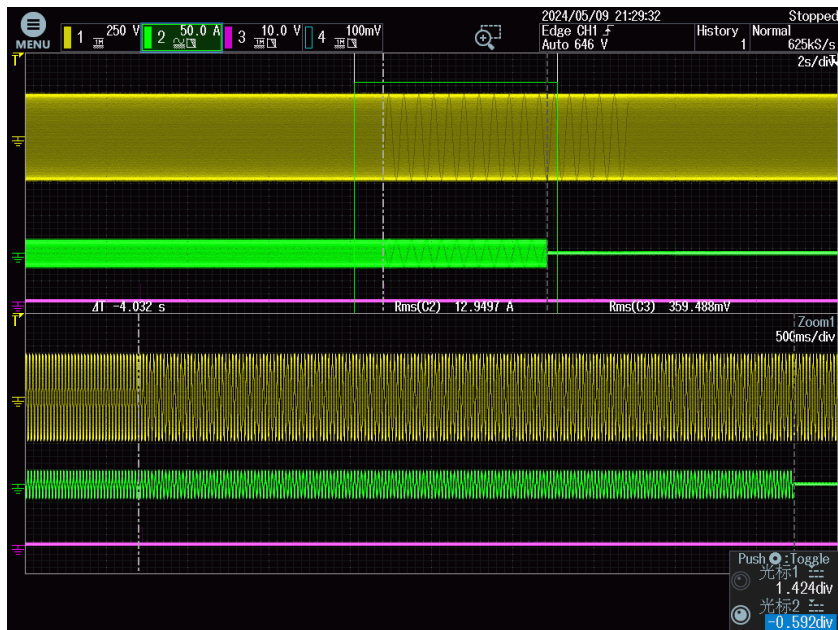 2024/05/09 21:29:32 Stopped
MENU 1 250 V 2 50.0 A 3 10.0 V 4 100mV Edge CH1 History Normal
Auto 646 V 1 625kS/s
T 2s/div
ΔT -4.032 s Rms(C2) 12.9497 A Rms(C3) 359.488mV
T Zoom1
500ms/div
Push :Toggle
光标1
1.424div
光标2
-0.592div